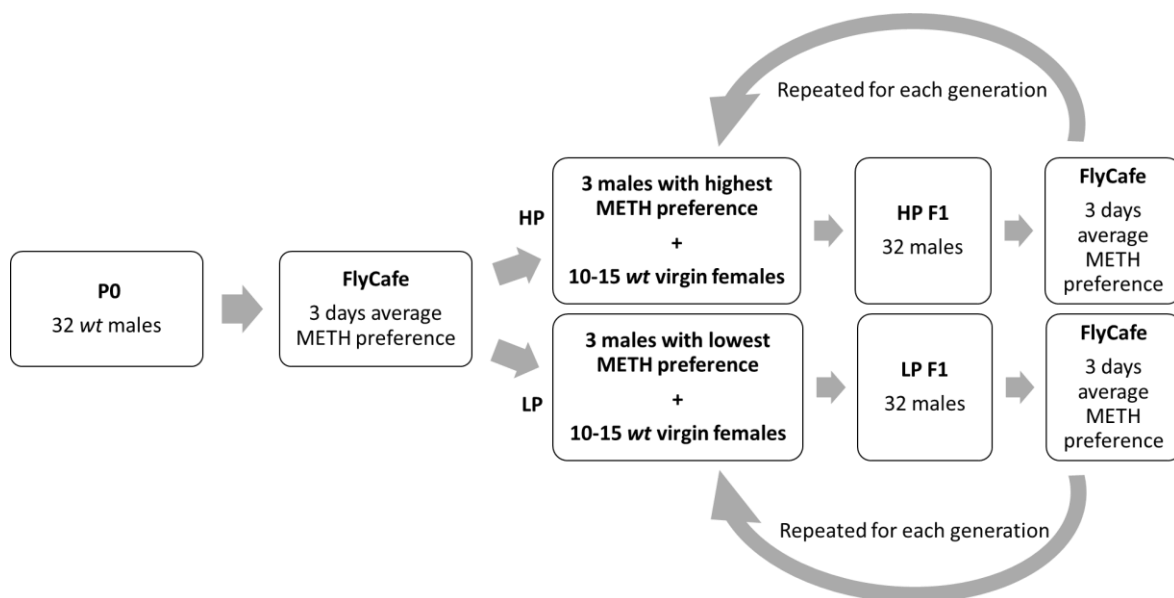 P0
32 wt males
FlyCafe
3 days average
METH preference
HP
3 males with highest
METH preference
+
10-15 wt virgin females
HP F1
32 males
FlyCafe
3 days
average
METH
preference
Repeated for each generation
LP
3 males with lowest
METH preference
+
10-15 wt virgin females
LP F1
32 males
FlyCafe
3 days
average
METH
preference
Repeated for each generation